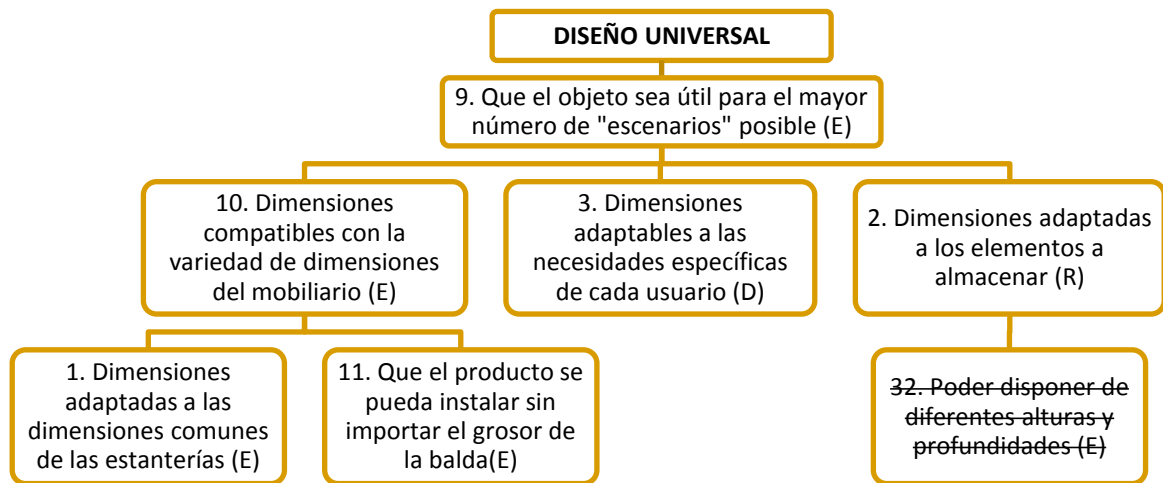 DISEÑO UNIVERSAL
9. Que el objeto sea útil para el mayor
número de "escenarios" posible (E)
10. Dimensiones
compatibles con la
variedad de dimensiones
del mobiliario (E)
3. Dimensiones
adaptables a las
necesidades específicas
de cada usuario (D)
2. Dimensiones adaptadas
a los elementos a
almacenar (R)
1. Dimensiones
adaptadas a las
dimensiones comunes
de las estanterías (E)
11. Que el producto se
pueda instalar sin
importar el grosor de
la balda(E)
32. Poder disponer de
diferentes alturas y
profundidades (E)